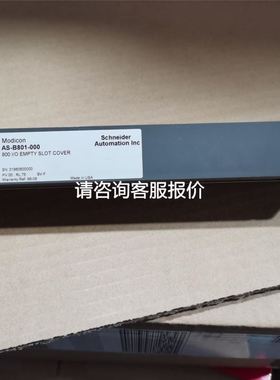 Modicon
AS-B801-000
800 I/O EMPTY SLOT COVER
Schneider
Automation Inc
Made in USA
请咨询客服报价